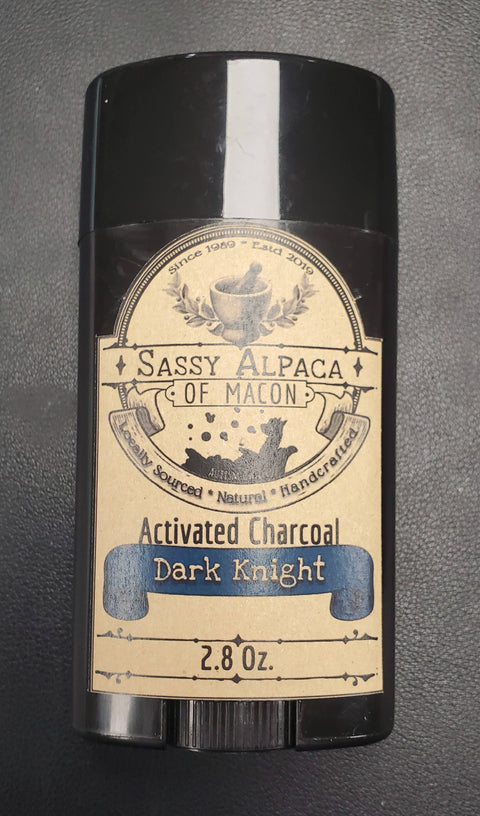 Since 1989 * Estd 2019
Sassy Alpaca
OF MACON
Locally Sourced * Natural * Handcrafted
Activated Charcoal
Dark Knight
2.8 Oz.